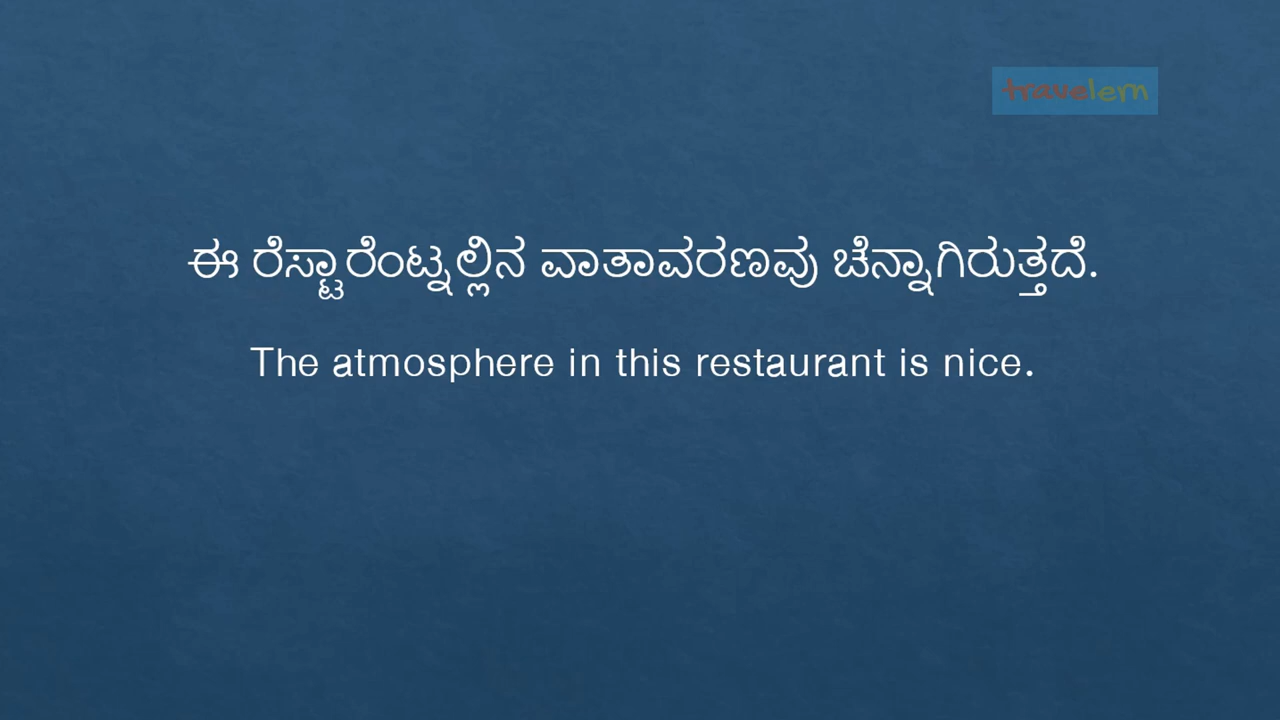 travelem
ಈ ರೆಸ್ಟಾರೆಂಟ್ನಲ್ಲಿನ ವಾತಾವರಣವು ಚೆನ್ನಾಗಿರುತ್ತದೆ.
The atmosphere in this restaurant is nice.